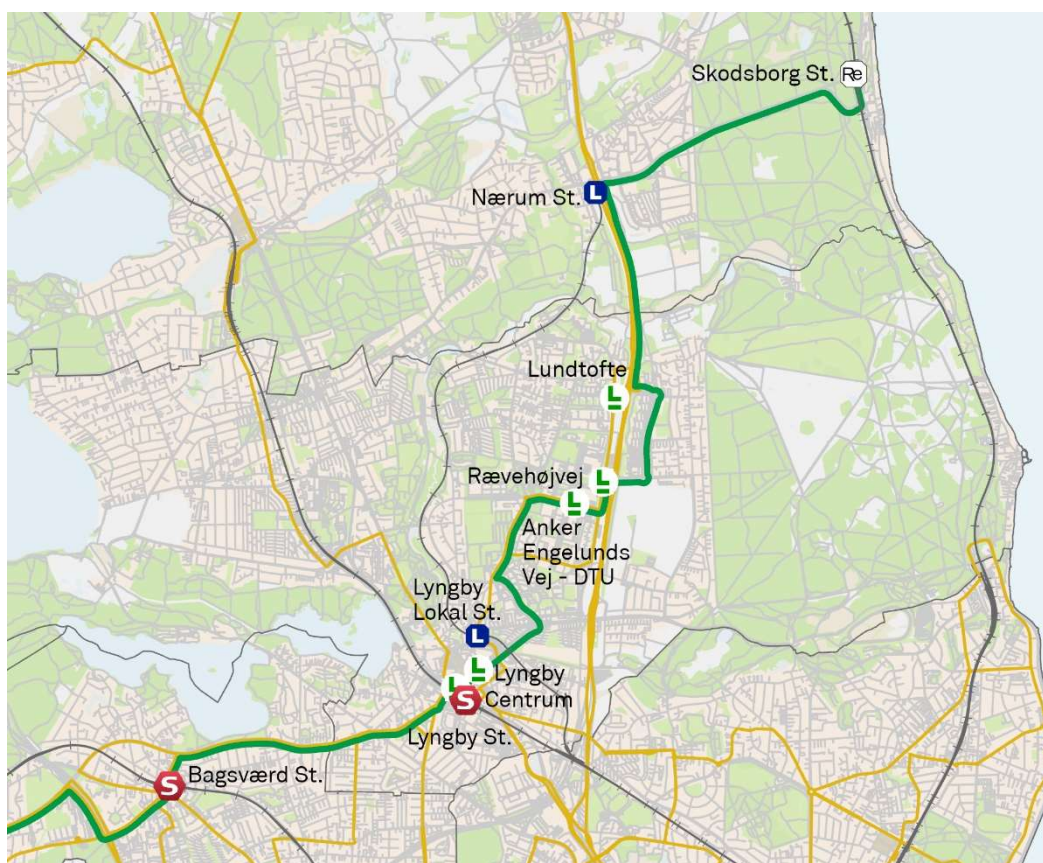 Skodsborg St.
Re
Nærum St.
L
Lundtofte
L
Rævehøjvej
L
L
Anker
Engelunds
Vej - DTU
Lyngby
Lokal St.
L
L
Lyngby
Centrum
L
S
Lyngby St.
S
Bagsværd St.